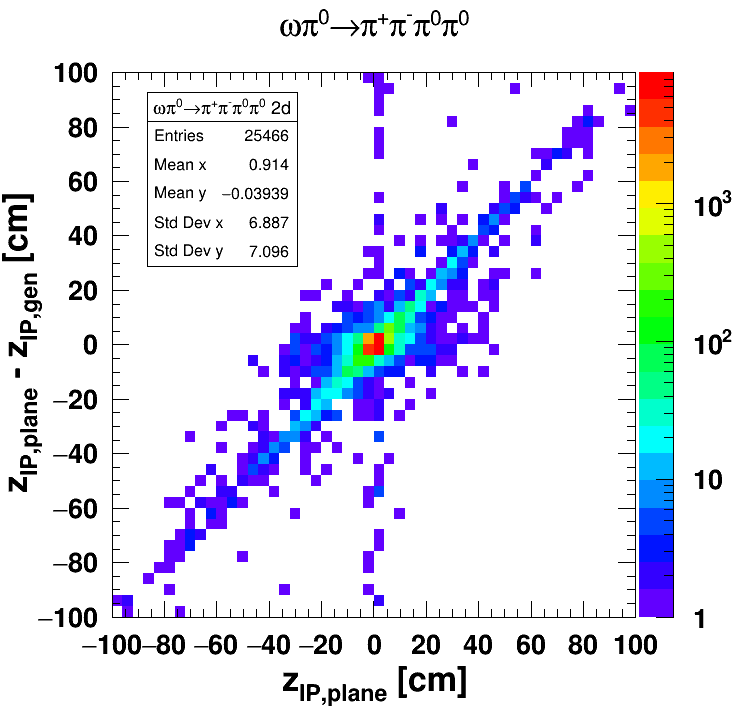 ωπ⁰→π⁺π⁻π⁰π⁰
ωπ⁰→π⁺π⁻π⁰π⁰ 2d
Entries 25466
Mean x 0.914
Mean y −0.03939
Std Dev x 6.887
Std Dev y 7.096
z_IP,plane - z_IP,gen [cm]
100
80
60
40
20
0
−20
−40
−60
−80
−100
−100 −80 −60 −40 −20 0 20 40 60 80 100
z_IP,plane [cm]
10³
10²
10
1